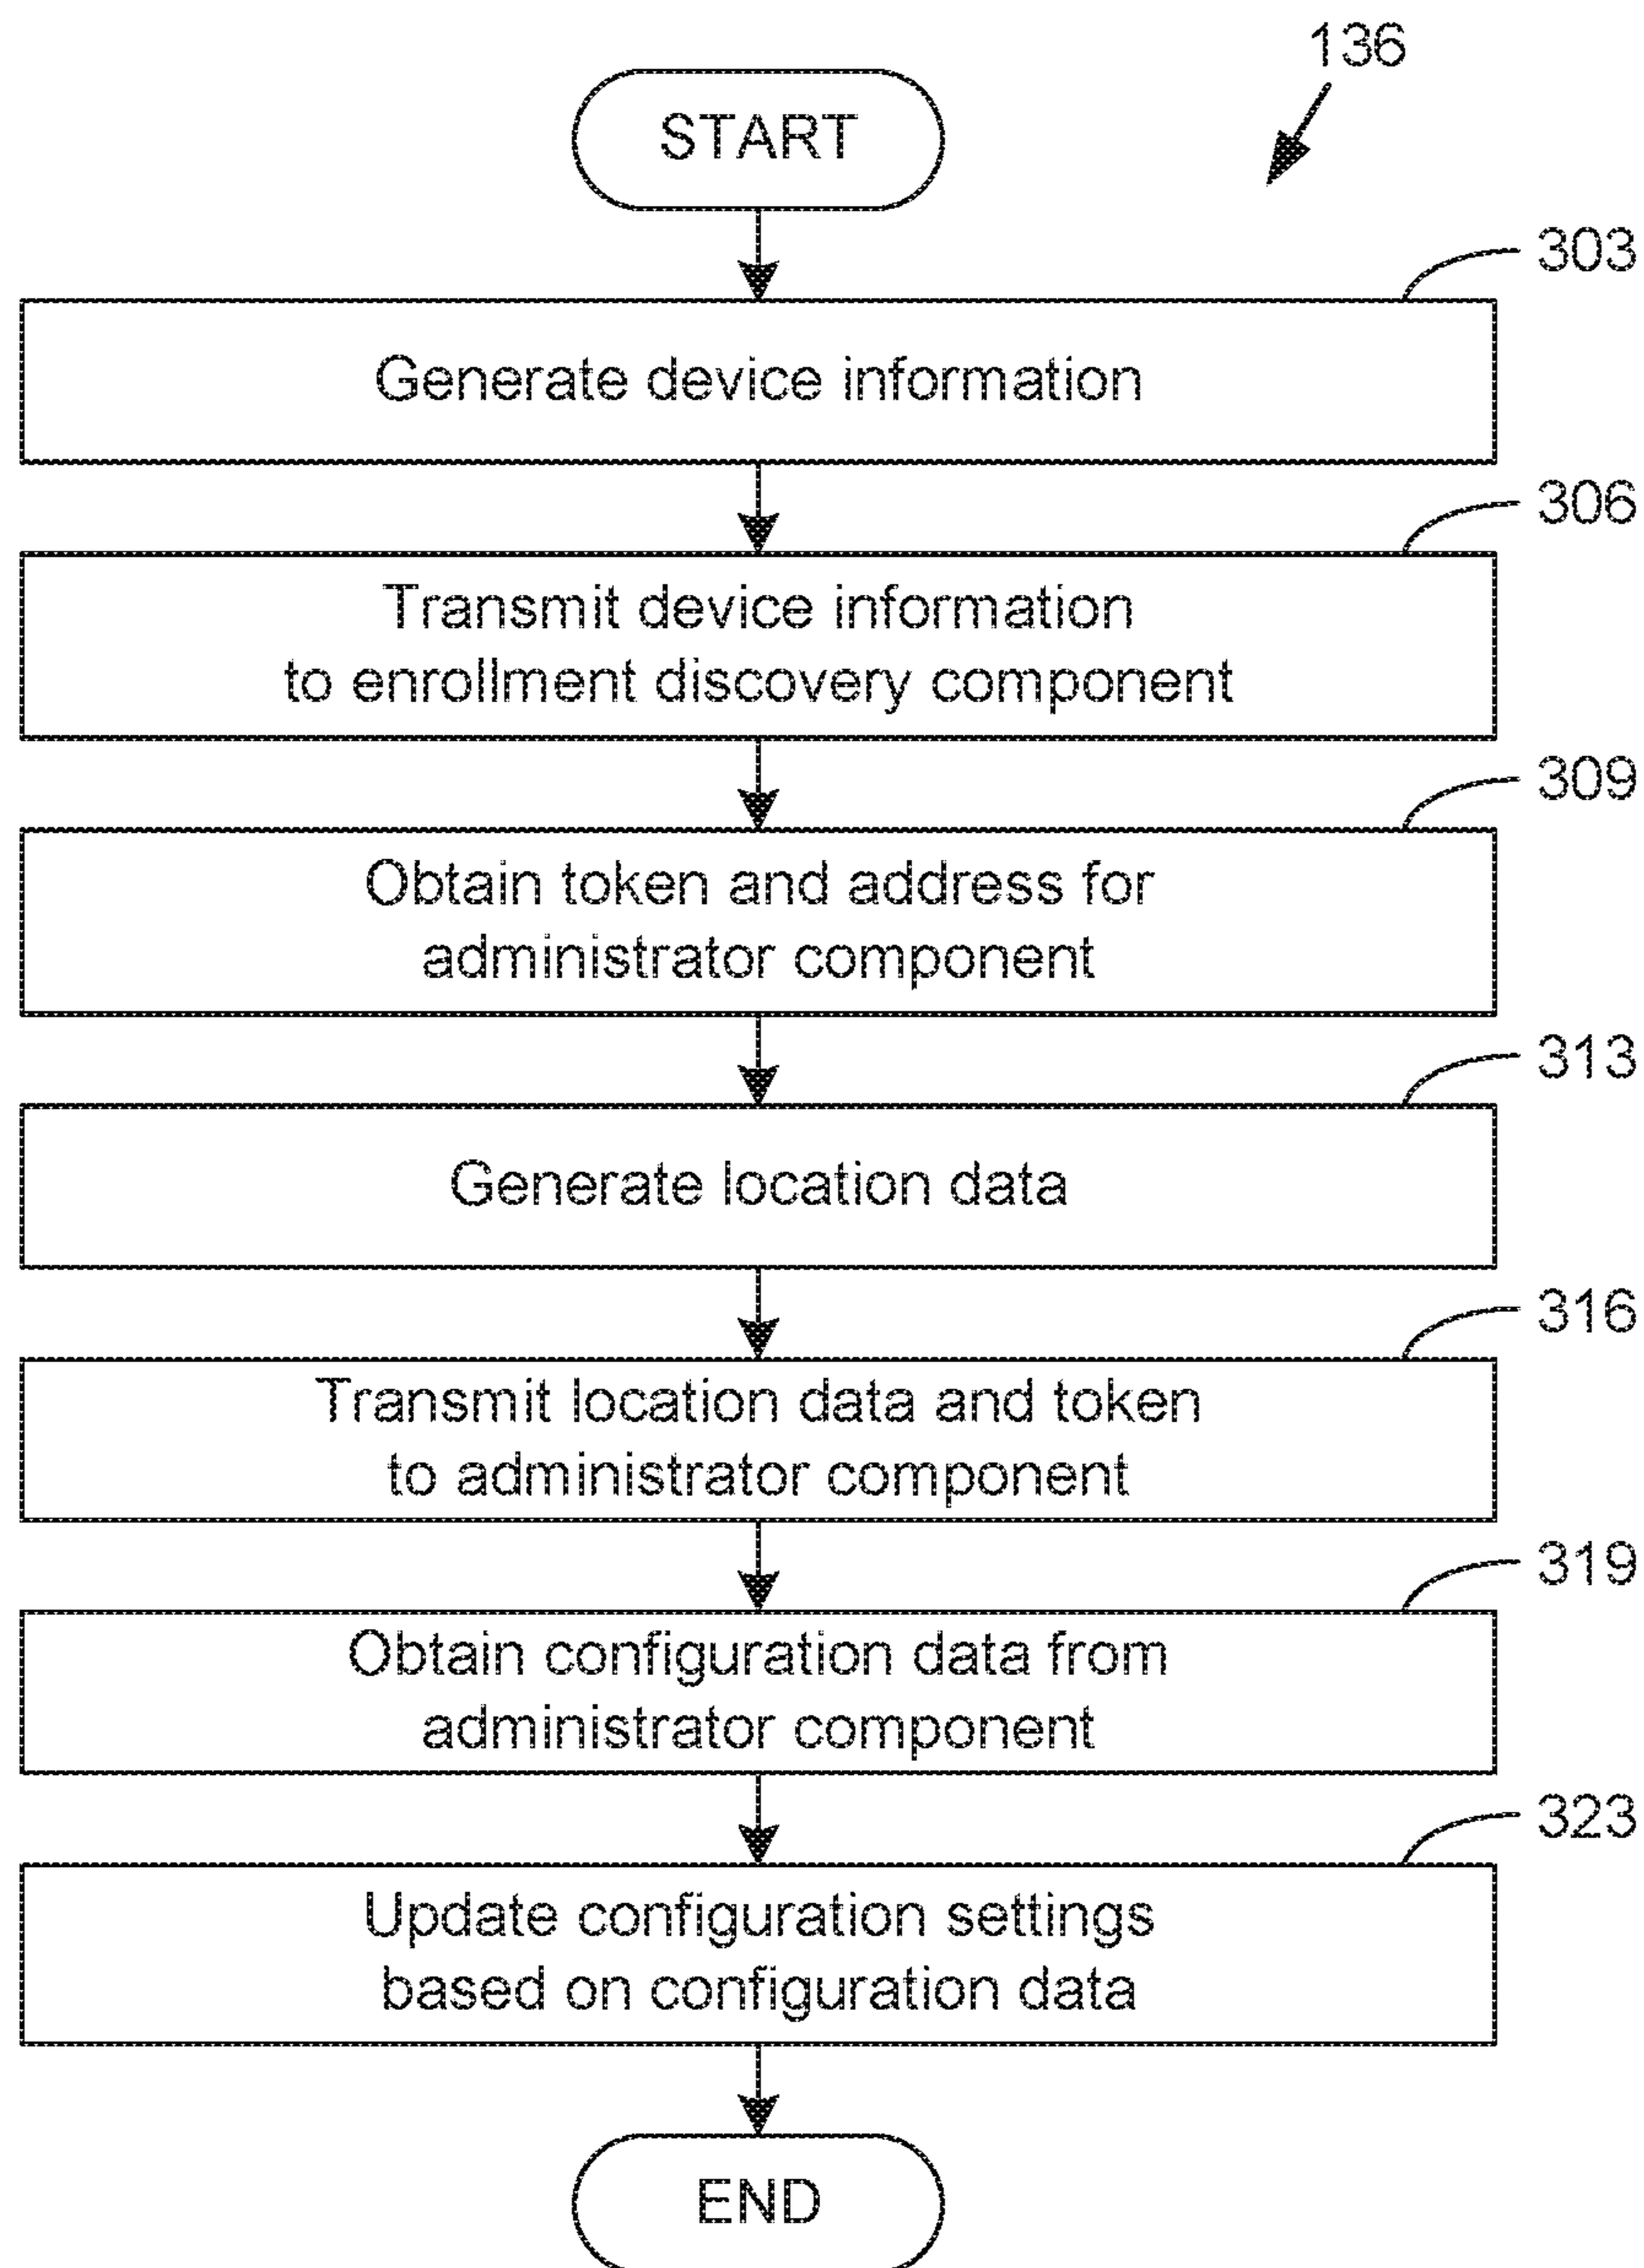 136
START
303
Generate device information
306
Transmit device information
to enrollment discovery component
309
Obtain token and address for
administrator component
313
Generate location data
316
Transmit location data and token
to administrator component
319
Obtain configuration data from
administrator component
323
Update configuration settings
based on configuration data
END